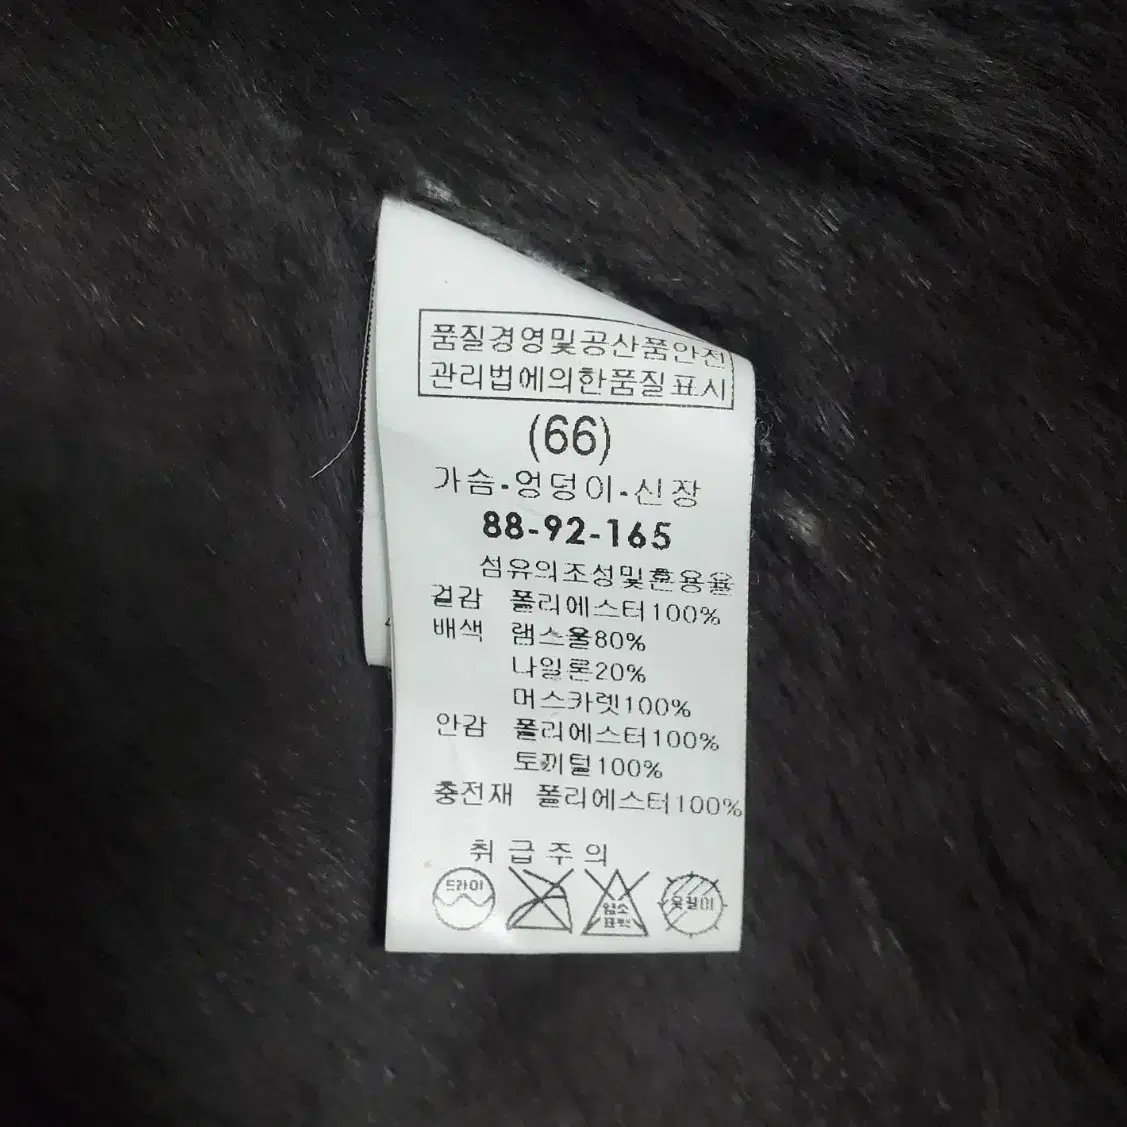 품질경영및공산품안전
관리법에의한품질표시
(66)
가슴-엉덩이-신장
88-92-165
섬유의조성및혼용율
겉감 폴리에스터100%
배색 램스울80%
나일론20%
머스카렛100%
안감 폴리에스터100%
토끼털100%
충전재 폴리에스터100%
취급주의
드라이
염소
표백
옷걸이